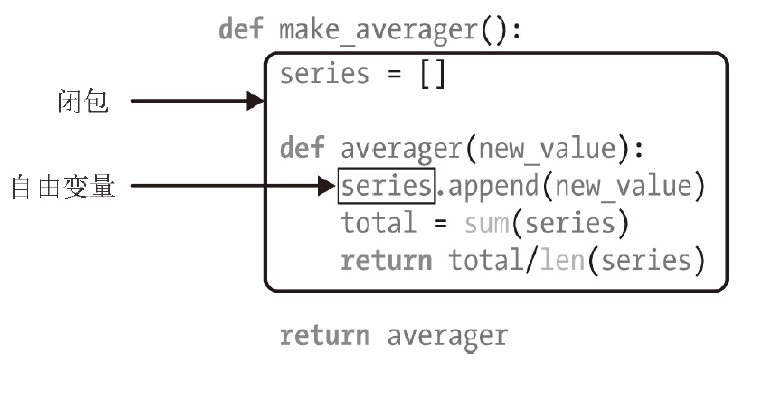 def make_averager():
series = []
闭包
def averager(new_value):
自由变量
series.append(new_value)
total = sum(series)
return total/len(series)
return averager